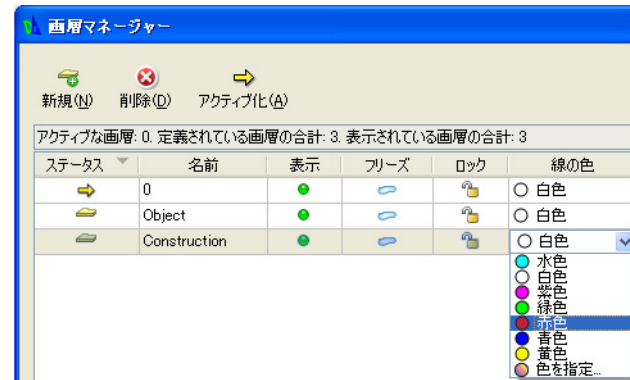 画層マネージャー
新規(N) 削除(D) アクティブ化(A)
アクティブな画層: 0. 定義されている画層の合計: 3. 表示されている画層の合計: 3
ステータス 名前 表示 フリーズ ロック 線の色
0 白色
Object 白色
Construction 白色
水色
白色
紫色
緑色
赤色
青色
黄色
色を指定...